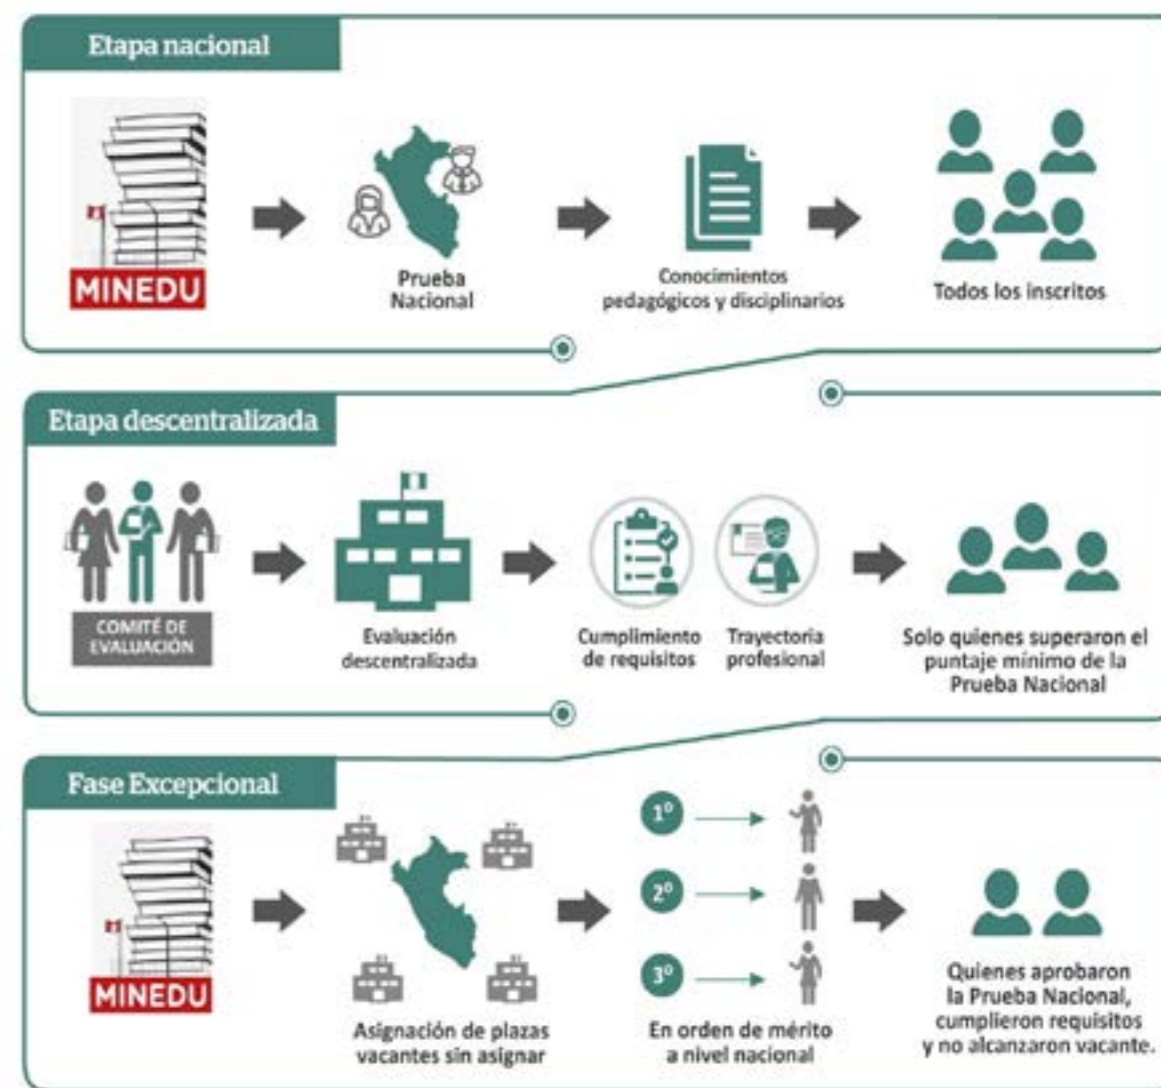 Etapa nacional
MINEDU
Prueba
Nacional
Conocimientos
pedagógicos y disciplinarios
Todos los inscritos
Etapa descentralizada
COMITÉ DE
EVALUACIÓN
Evaluación
descentralizada
Cumplimiento
de requisitos
Trayectoria
profesional
Solo quienes superaron el
puntaje mínimo de la
Prueba Nacional
Fase Excepcional
MINEDU
Asignación de plazas
vacantes sin asignar
1º
2º
3º
En orden de mérito
a nivel nacional
Quienes aprobaron
la Prueba Nacional,
cumplieron requisitos
y no alcanzaron vacante.